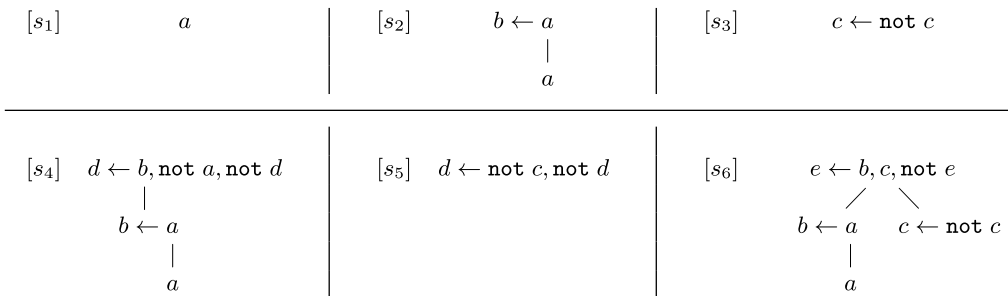 [s₁] a [s₂] b ← a [s₃] c ← not c
a
[s₄] d ← b, not a, not d [s₅] d ← not c, not d [s₆] e ← b, c, not e
b ← a b ← a c ← not c
a a